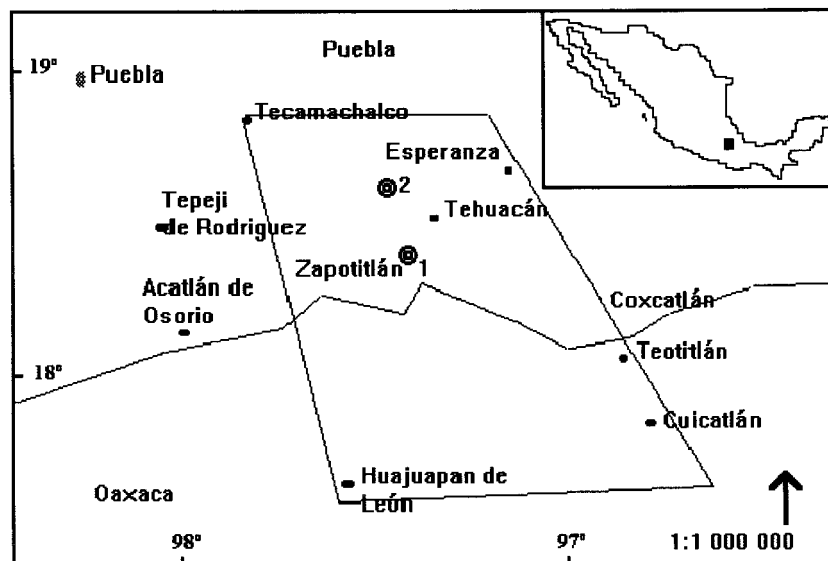 Puebla
19°
Puebla
Tecamachalco
Esperanza
2
Tepeji
de Rodriguez
Tehuacán
Zapotitlán 1
Acatlán de
Osorio
Coxcatlán
Teotitlán
18°
Cuicatlán
Huajuapan de
León
Oaxaca
98°
97°
1:1 000 000